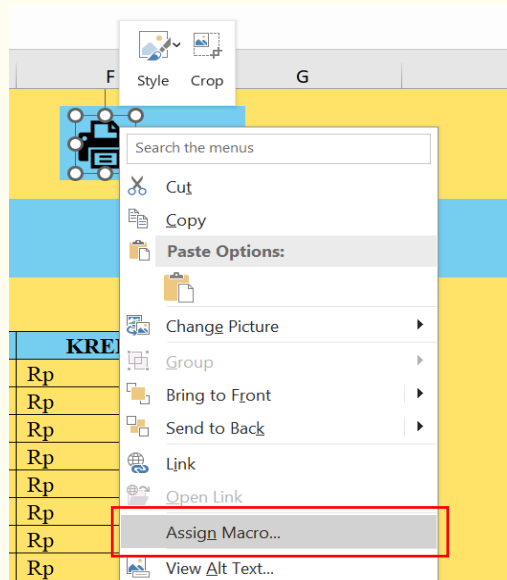 Style Crop
F G
Search the menus
Cut
Copy
Paste Options:
Change Picture
Group
Bring to Front
Send to Back
Link
Open Link
Assign Macro...
View Alt Text...
Rp
Rp
Rp
Rp
Rp
Rp
Rp
Rp